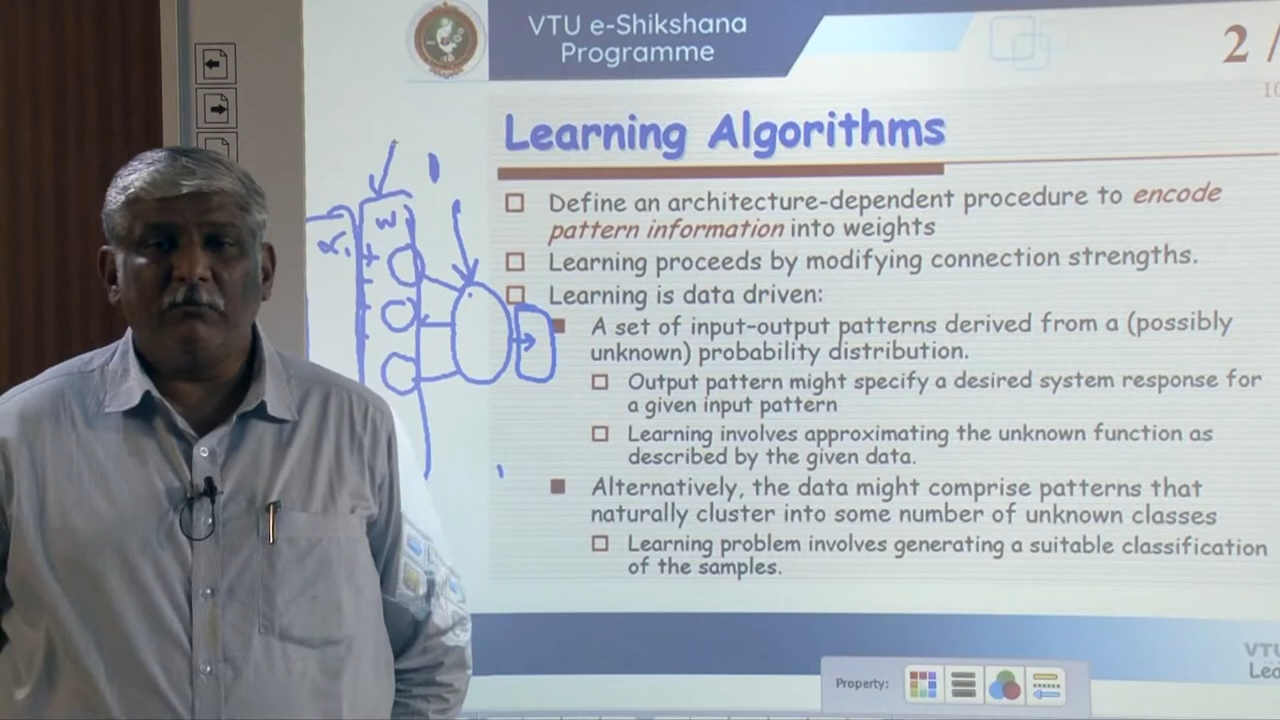 VTU e-Shikshana
Programme
2 /
10
Learning Algorithms
Define an architecture-dependent procedure to encode
pattern information into weights
Learning proceeds by modifying connection strengths.
Learning is data driven:
A set of input–output patterns derived from a (possibly
unknown) probability distribution.
Output pattern might specify a desired system response for
a given input pattern
Learning involves approximating the unknown function as
described by the given data.
Alternatively, the data might comprise patterns that
naturally cluster into some number of unknown classes
Learning problem involves generating a suitable classification
of the samples.
w
VTU
Lea
Property: